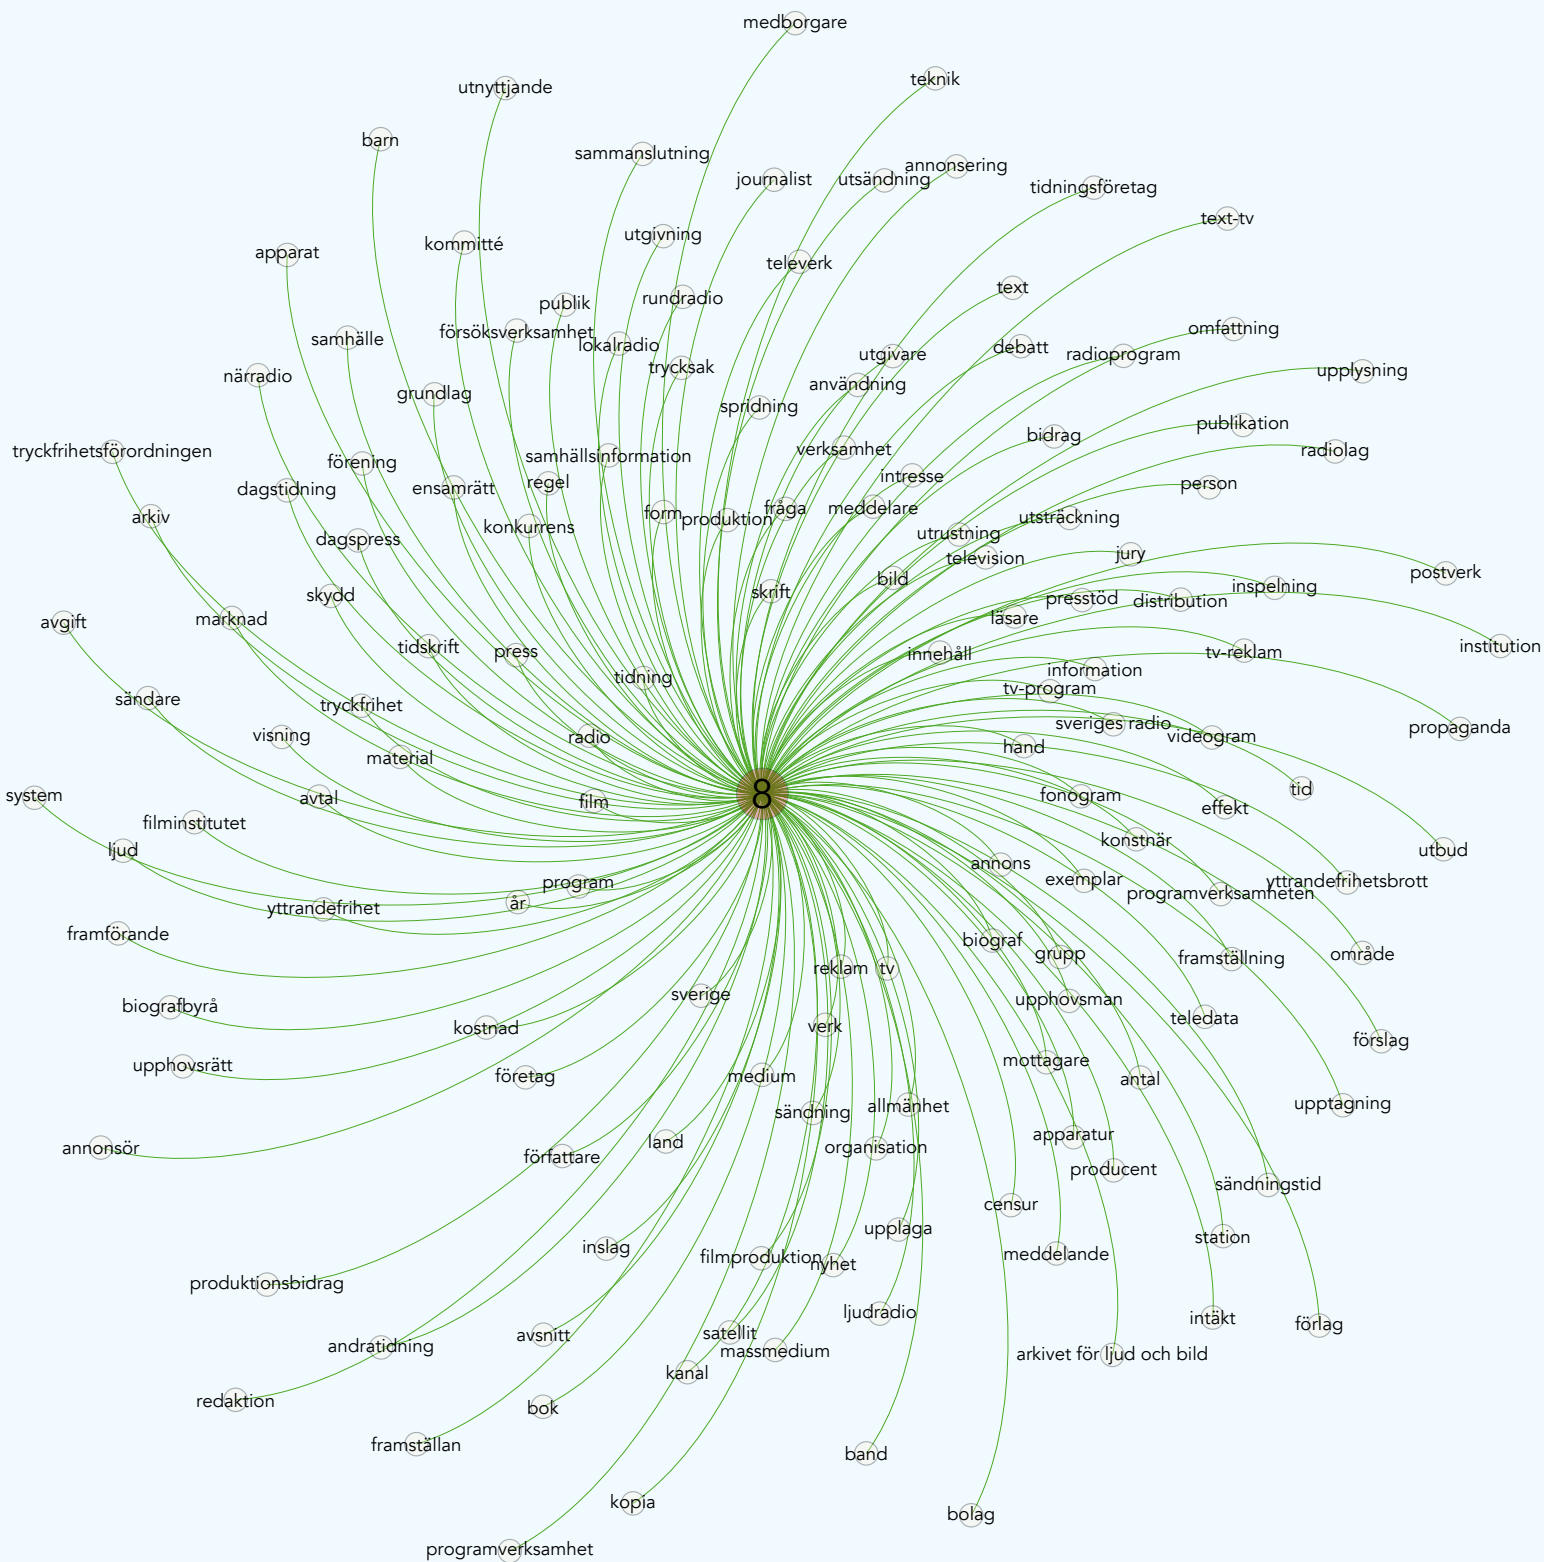 medborgare
teknik
utnyttjande
barn
sammanslutning
journalist
utsändning
annonsering
tidningsföretag
text-tv
utgivning
kommitté
apparat
televerk
text
rundradio
publik
försöksverksamhet
omfattning
samhälle
lokalradio
debatt
utgivare
radioprogram
trycksak
upplysning
närradio
användning
grundlag
spridning
publikation
bidrag
verksamhet
radiolag
tryckfrihetsförordningen
samhällsinformation
förening
intresse
regel
person
dagstidning
ensamrätt
meddelare
fråga
form
arkiv
utsträckning
produktion
konkurrens
utrustning
dagspress
jury
television
postverk
bild
inspelning
skrift
skydd
presstöd
distribution
läsare
marknad
avgift
tidskrift
institution
press
innehåll
tv-reklam
information
tidning
tv-program
sändare
tryckfrihet
sveriges radio
propaganda
visning
radio
videogram
hand
material
tid
8
system
avtal
fonogram
film
effekt
filminstitutet
konstnär
ljud
utbud
annons
exemplar
yttrandefrihetsbrott
program
programverksamheten
år
yttrandefrihet
framförande
biograf
grupp
område
framställning
reklam
tv
sverige
upphovsman
biografbyrå
teledata
verk
kostnad
förslag
mottagare
upphovsrätt
företag
medium
antal
upptagning
allmänhet
sändning
apparatur
land
organisation
annonsör
författare
producent
sändningstid
censur
upplaga
station
inslag
meddelande
filmproduktion
nyhet
produktionsbidrag
ljudradio
intäkt
förlag
satellit
avsnitt
andratidning
massmedium
arkivet för ljud och bild
kanal
redaktion
bok
framställan
band
kopia
bolag
programverksamhet